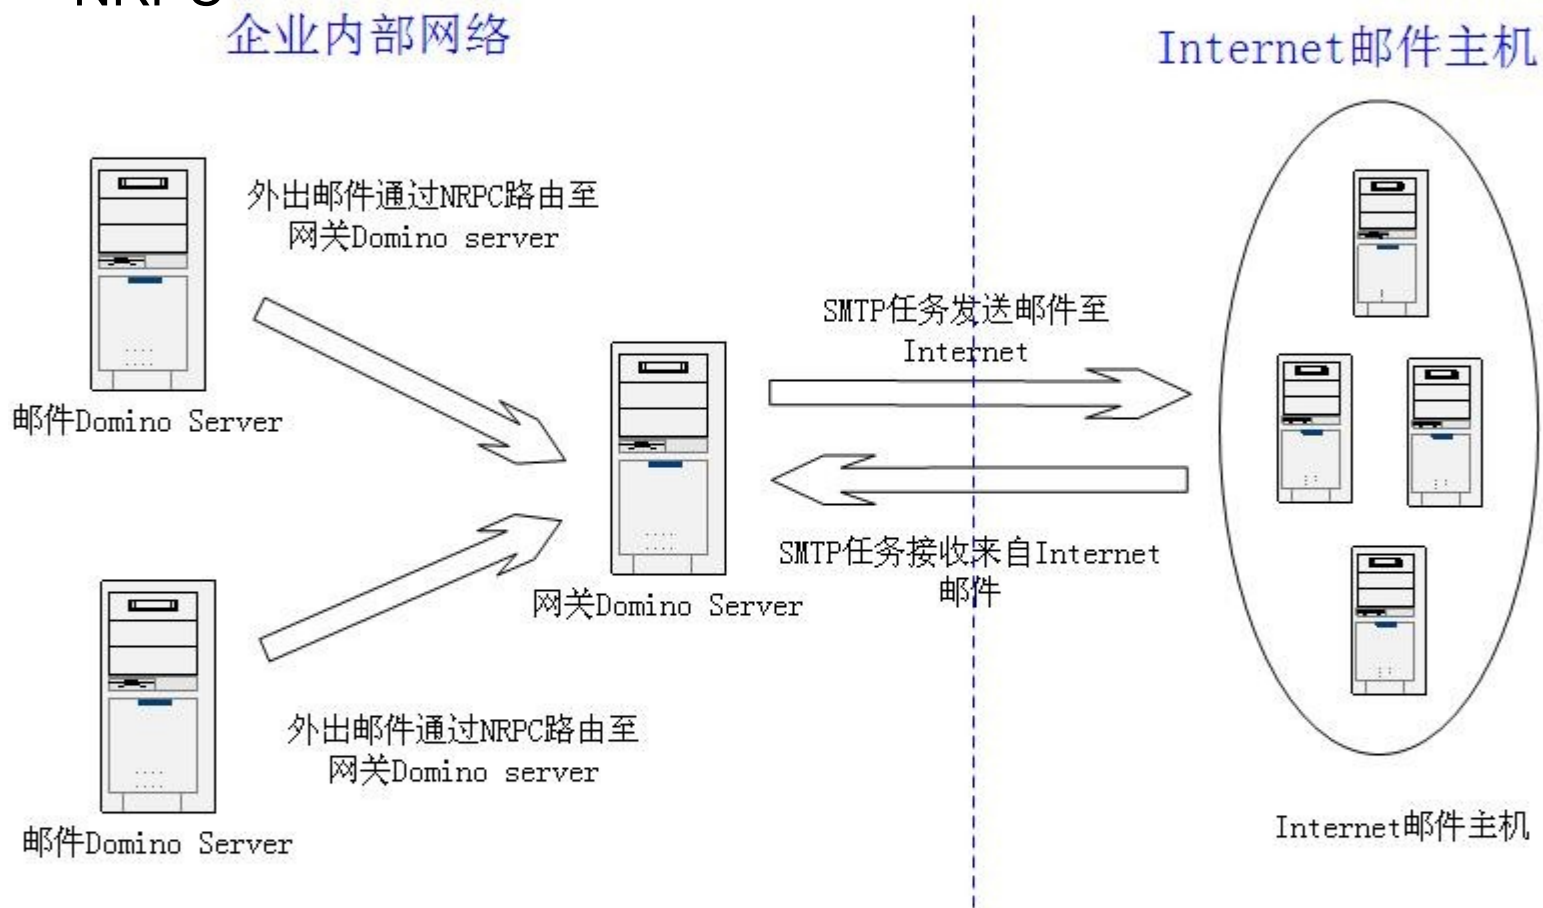 NRPC
企业内部网络
Internet邮件主机
外出邮件通过NRPC路由至
网关Domino server
邮件Domino Server
SMTP任务发送邮件至
Internet
SMTP任务接收来自Internet
邮件
网关Domino Server
外出邮件通过NRPC路由至
网关Domino server
邮件Domino Server
Internet邮件主机